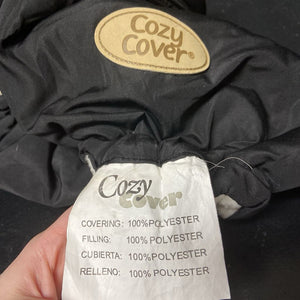 Cozy
Cover®
Cozy
Cover
COVERING: 100% POLYESTER
FILLING: 100% POLYESTER
CUBIERTA: 100% POLYESTER
RELLENO: 100% POLYESTER